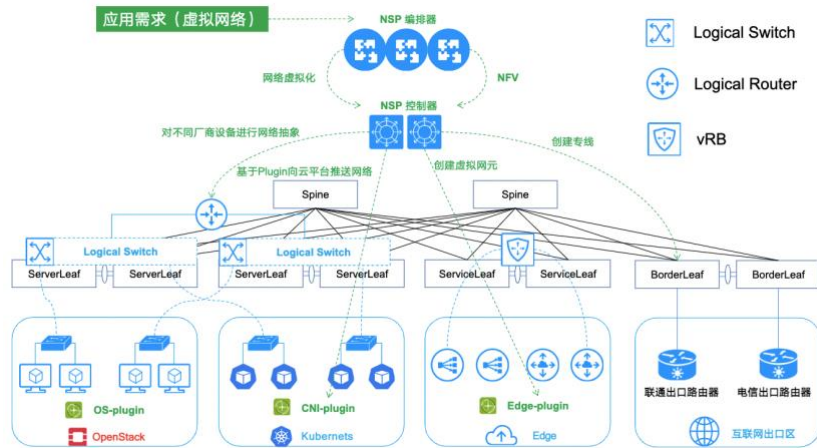 应用需求（虚拟网络）
NSP 编排器
Logical Switch
网络虚拟化
NFV
Logical Router
NSP 控制器
对不同厂商设备进行网络抽象
创建专线
vRB
基于Plugin向云平台推送网络
创建虚拟网元
Spine
Spine
Logical Switch
Logical Switch
ServerLeaf
ServerLeaf
ServerLeaf
ServerLeaf
ServiceLeaf
ServiceLeaf
BorderLeaf
BorderLeaf
联通出口路由器
电信出口路由器
OS-plugin
CNI-plugin
Edge-plugin
OpenStack
Kubernets
Edge
互联网出口区